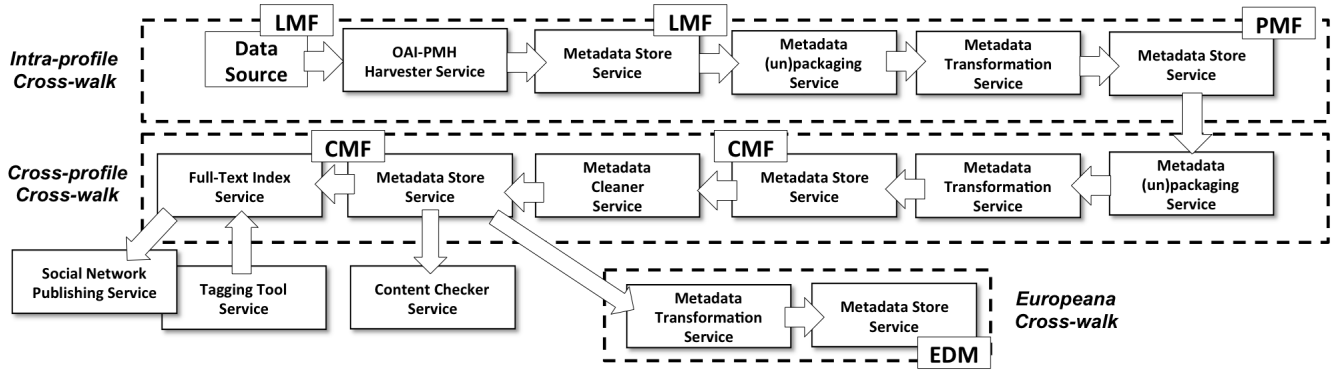 LMF
LMF
PMF
Intra-profile
Cross-walk
Data
Source
OAI-PMH
Harvester Service
Metadata Store
Service
Metadata
(un)packaging
Service
Metadata
Transformation
Service
Metadata Store
Service
CMF
CMF
Cross-profile
Cross-walk
Full-Text Index
Service
Metadata Store
Service
Metadata
Cleaner
Service
Metadata Store
Service
Metadata
Transformation
Service
Metadata
(un)packaging
Service
Social Network
Publishing Service
Tagging Tool
Service
Content Checker
Service
Metadata
Transformation
Service
Metadata Store
Service
EDM
Europeana
Cross-walk